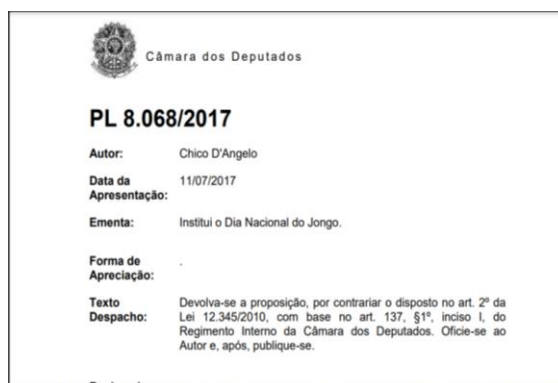 Câmara dos Deputados
PL 8.068/2017
Autor: Chico D'Angelo
Data da Apresentação: 11/07/2017
Ementa: Institui o Dia Nacional do Jongo.
Forma de Apreciação: .
Texto Despacho: Devolva-se a proposição, por contrariar o disposto no art. 2º da
Lei 12.345/2010, com base no art. 137, §1º, inciso I, do
Regimento Interno da Câmara dos Deputados. Oficie-se ao
Autor e, após, publique-se.